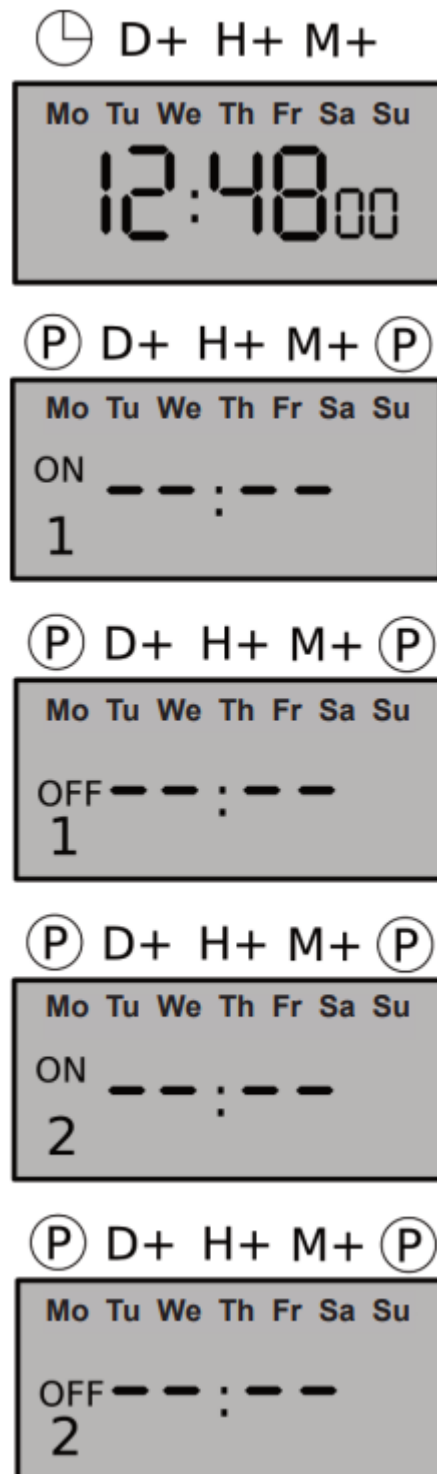 D+ H+ M+
Mo Tu We Th Fr Sa Su
12:48 00
P D+ H+ M+ P
Mo Tu We Th Fr Sa Su
ON
--:--
1
P D+ H+ M+ P
Mo Tu We Th Fr Sa Su
OFF --:--
1
P D+ H+ M+ P
Mo Tu We Th Fr Sa Su
ON
--:--
2
P D+ H+ M+ P
Mo Tu We Th Fr Sa Su
OFF --:--
2